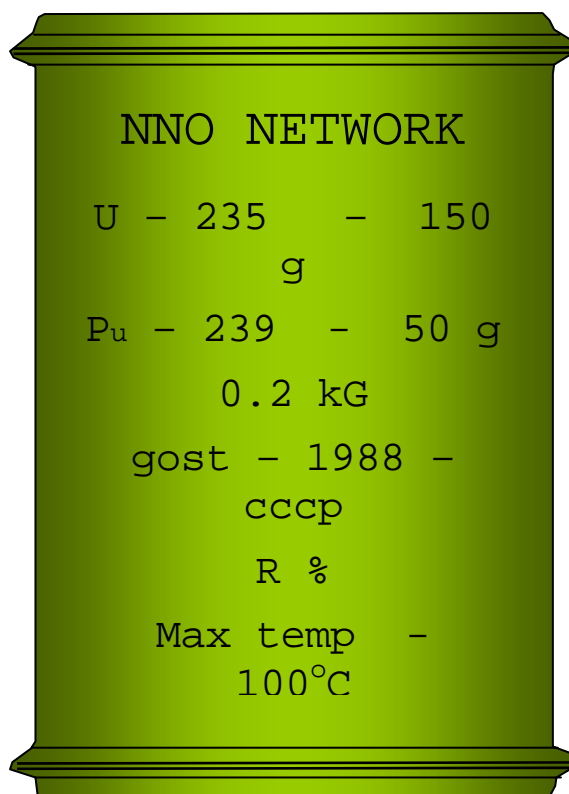 NNO NETWORK
U – 235 – 150
g
Pu – 239 – 50 g
0.2 kG
gost – 1988 –
cccp
R %
Max temp -
100°C